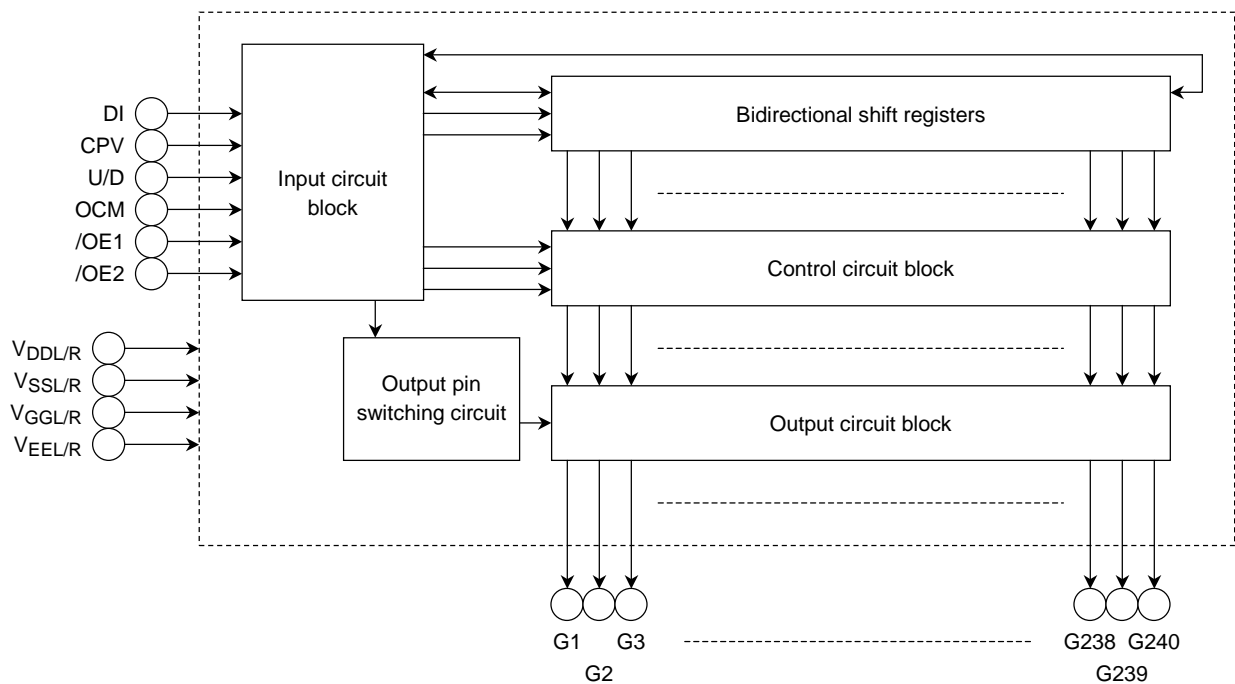 DI
CPV
U/D
OCM
/OE1
/OE2
VDDL/R
VSSL/R
VGGL/R
VEEL/R
Input circuit
block
Bidirectional shift registers
Control circuit block
Output pin
switching circuit
Output circuit block
G1
G2
G3
G238
G239
G240